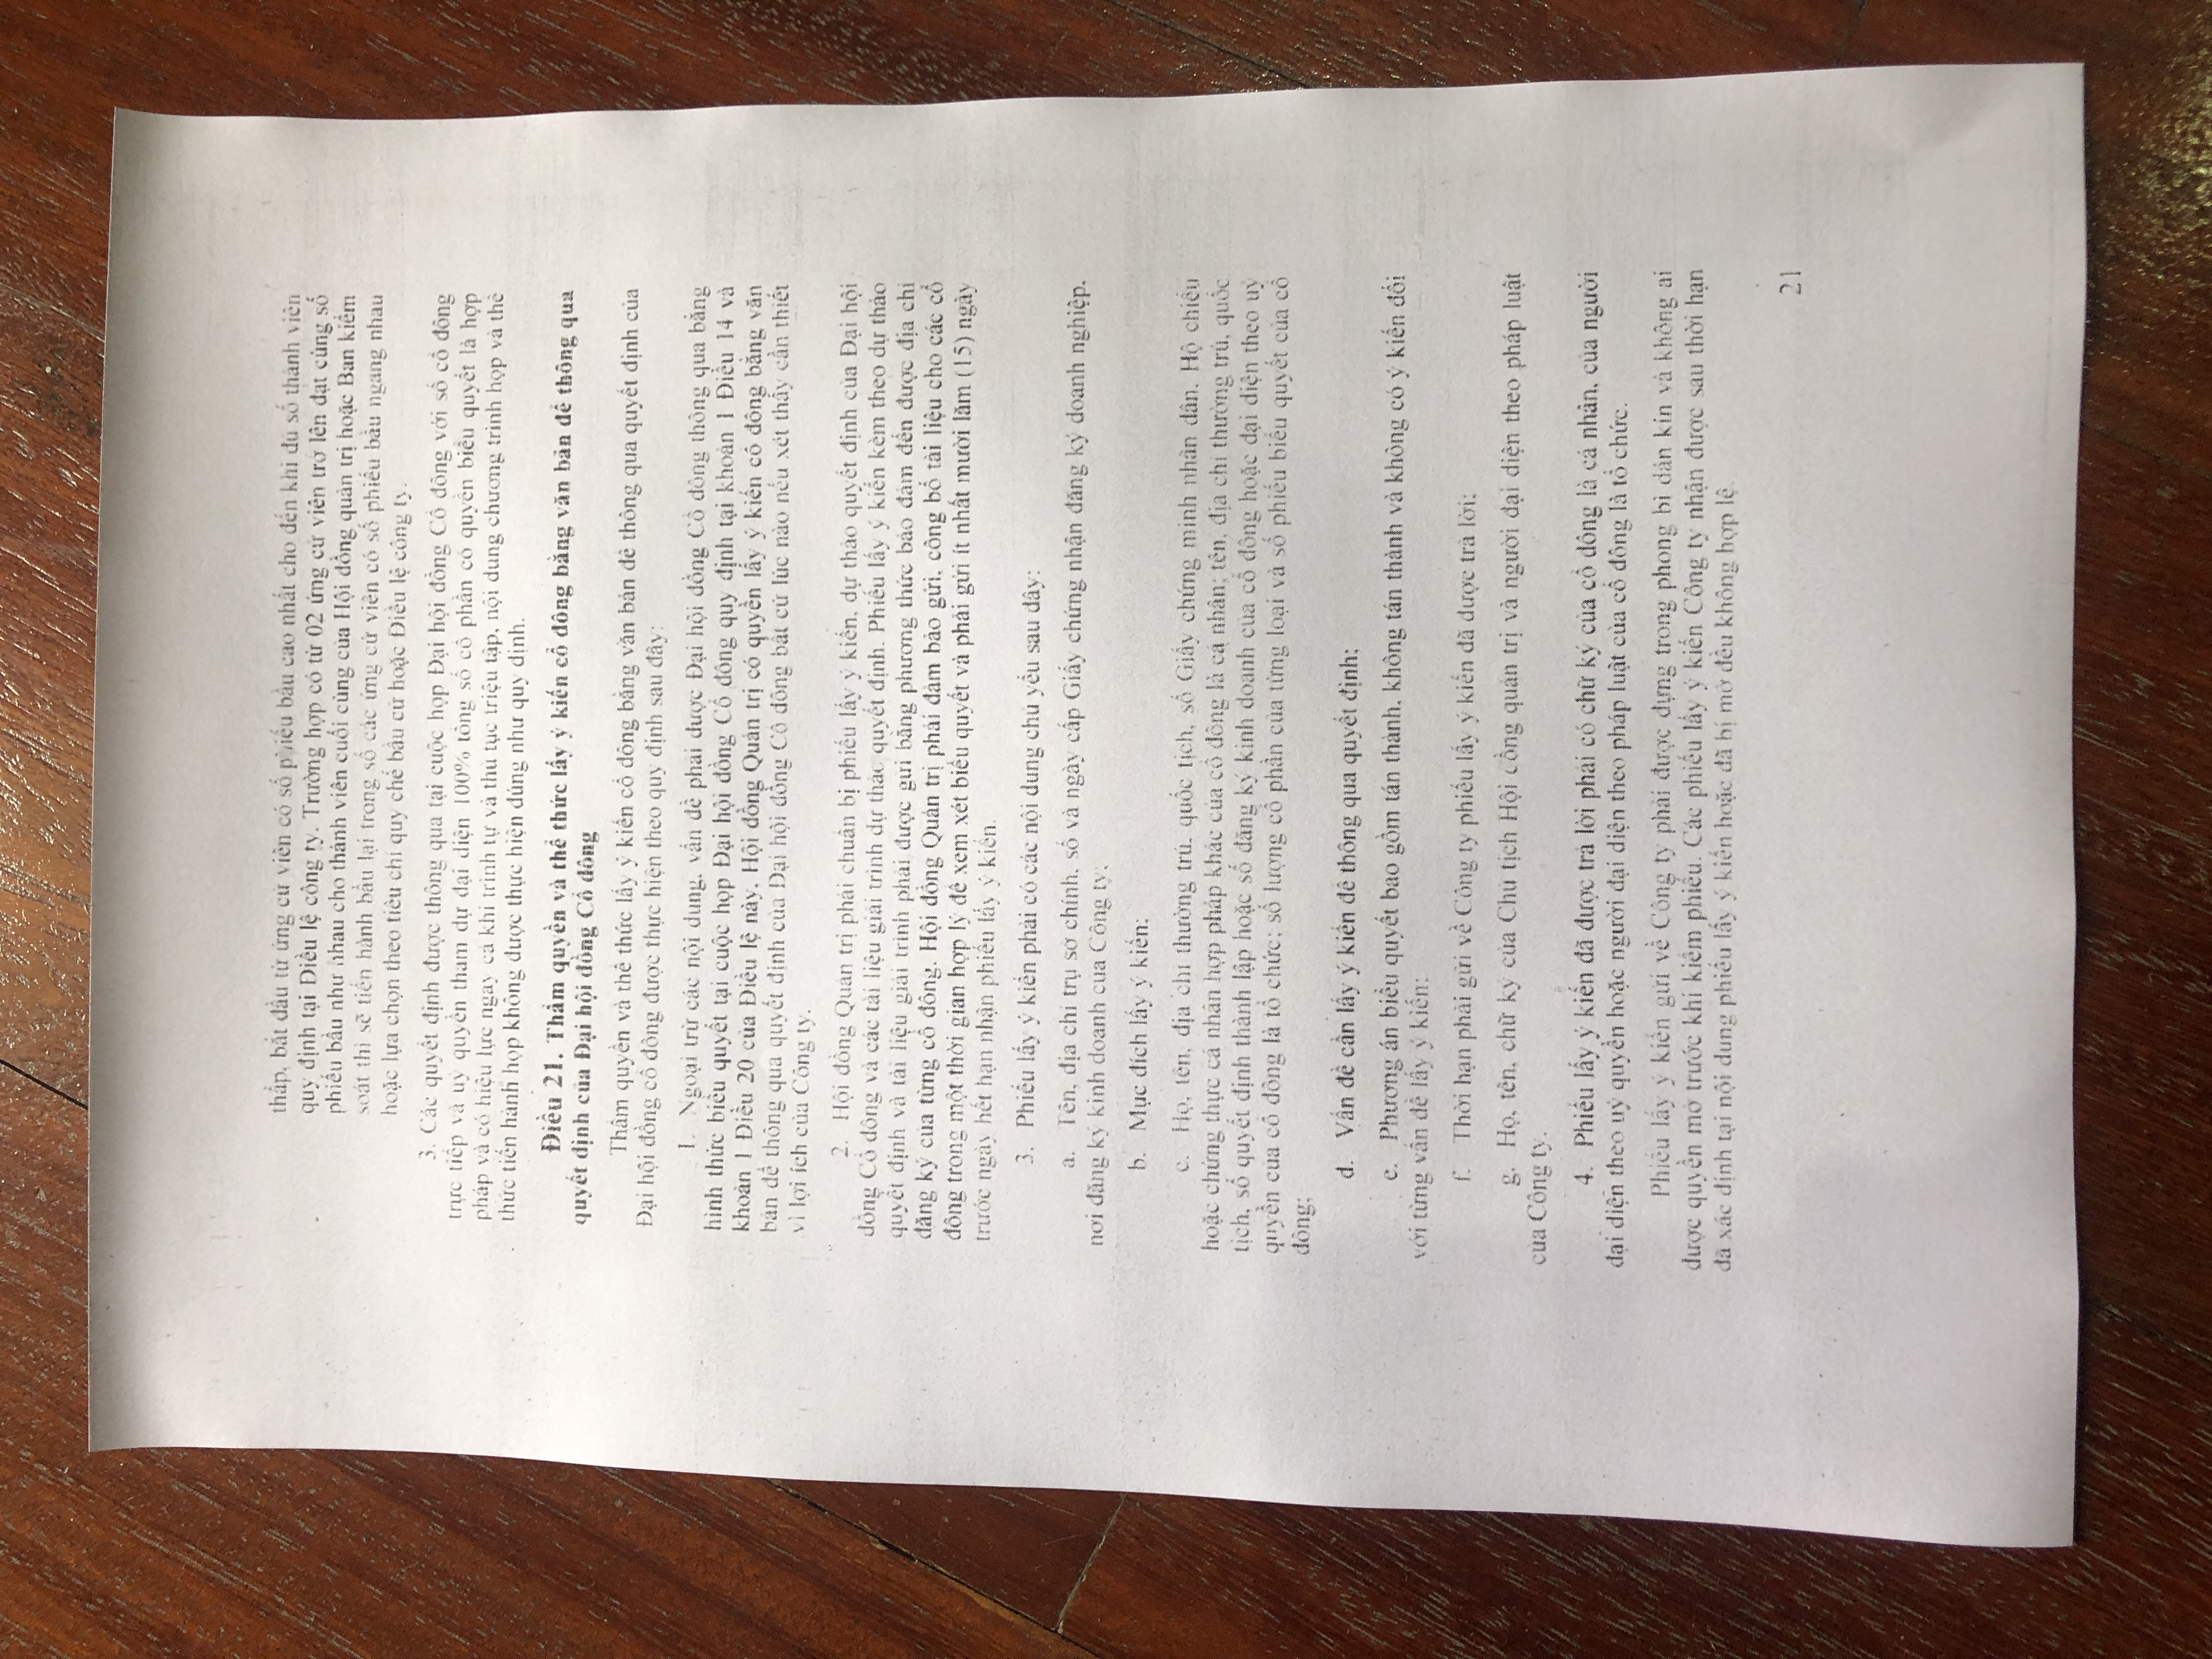 thấp, bắt đầu từ ứng cử viên có số phiếu bầu cao nhất cho đến khi đủ số thành viên
quy định tại Điều lệ công ty. Trường hợp có từ 02 ứng cử viên trở lên đạt cùng số
phiếu bầu như nhau cho thành viên cuối cùng của Hội đồng quản trị hoặc Ban kiểm
soát thì sẽ tiến hành bầu lại trong số các ứng cử viên có số phiếu bầu ngang nhau
hoặc lựa chọn theo tiêu chí quy chế bầu cử hoặc Điều lệ công ty.
3. Các quyết định được thông qua tại cuộc họp Đại hội đồng Cổ đông với số cổ đông
trực tiếp và uỷ quyền tham dự đại diện 100% tổng số cổ phần có quyền biểu quyết là hợp
pháp và có hiệu lực ngay cả khi trình tự và thủ tục triệu tập, nội dung chương trình họp và thể
thức tiến hành họp không được thực hiện đúng như quy định.
Điều 21. Thẩm quyền và thể thức lấy ý kiến cổ đông bằng văn bản để thông qua
quyết định của Đại hội đồng Cổ đông
Thẩm quyền và thể thức lấy ý kiến cổ đông bằng văn bản để thông qua quyết định của
Đại hội đồng cổ đông được thực hiện theo quy định sau đây:
1. Ngoại trừ các nội dung, vấn đề phải được Đại hội đồng Cổ đông thông qua bằng
hình thức biểu quyết tại cuộc họp Đại hội đồng Cổ đông quy định tại khoản 1 Điều 14 và
khoản 1 Điều 20 của Điều lệ này, Hội đồng Quản trị có quyền lấy ý kiến cổ đông bằng văn
bản để thông qua quyết định của Đại hội đồng Cổ đông bất cứ lúc nào nếu xét thấy cần thiết
vì lợi ích của Công ty.
2. Hội đồng Quản trị phải chuẩn bị phiếu lấy ý kiến, dự thảo quyết định của Đại hội
đồng Cổ đông và các tài liệu giải trình dự thảo quyết định. Phiếu lấy ý kiến kèm theo dự thảo
quyết định và tài liệu giải trình phải được gửi bằng phương thức bảo đảm đến được địa chỉ
đăng ký của từng cổ đông. Hội đồng Quản trị phải đảm bảo gửi, công bố tài liệu cho các cổ
đông trong một thời gian hợp lý để xem xét biểu quyết và phải gửi ít nhất mười lăm (15) ngày
trước ngày hết hạn nhận phiếu lấy ý kiến.
3. Phiếu lấy ý kiến phải có các nội dung chủ yếu sau đây:
a. Tên, địa chỉ trụ sở chính, số và ngày cấp Giấy chứng nhận đăng ký doanh nghiệp,
nơi đăng ký kinh doanh của Công ty;
b. Mục đích lấy ý kiến;
c. Họ, tên, địa chỉ thường trú, quốc tịch, số Giấy chứng minh nhân dân, Hộ chiếu
hoặc chứng thực cá nhân hợp pháp khác của cổ đông là cá nhân; tên, địa chỉ thường trú, quốc
tịch, số quyết định thành lập hoặc số đăng ký kinh doanh của cổ đông hoặc đại diện theo uỷ
quyền của cổ đông là tổ chức; số lượng cổ phần của từng loại và số phiếu biểu quyết của cổ
đông;
d. Vấn đề cần lấy ý kiến để thông qua quyết định;
e. Phương án biểu quyết bao gồm tán thành, không tán thành và không có ý kiến đối
với từng vấn đề lấy ý kiến;
f. Thời hạn phải gửi về Công ty phiếu lấy ý kiến đã được trả lời;
g. Họ, tên, chữ ký của Chủ tịch Hội đồng quản trị và người đại diện theo pháp luật
của Công ty.
4. Phiếu lấy ý kiến đã được trả lời phải có chữ ký của cổ đông là cá nhân, của người
đại diện theo uỷ quyền hoặc người đại diện theo pháp luật của cổ đông là tổ chức.
Phiếu lấy ý kiến gửi về Công ty phải được đựng trong phong bì dán kín và không ai
được quyền mở trước khi kiểm phiếu. Các phiếu lấy ý kiến Công ty nhận được sau thời hạn
đã xác định tại nội dung phiếu lấy ý kiến hoặc đã bị mở đều không hợp lệ.
21